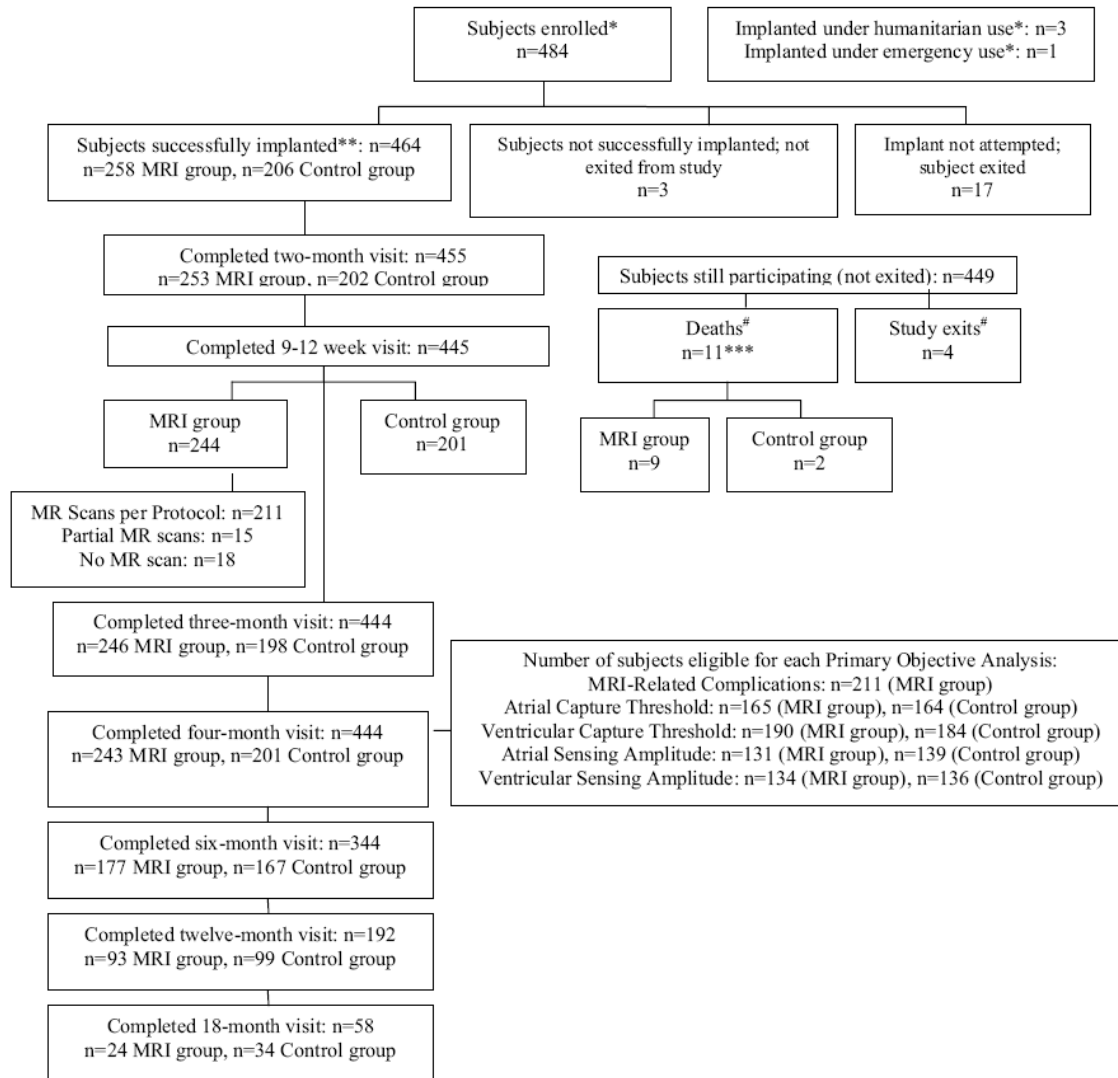 Subjects enrolled*
n=484
Implanted under humanitarian use*: n=3
Implanted under emergency use*: n=1
Subjects successfully implanted**: n=464
n=258 MRI group, n=206 Control group
Subjects not successfully implanted; not
exited from study
n=3
Implant not attempted;
subject exited
n=17
Completed two-month visit: n=455
n=253 MRI group, n=202 Control group
Subjects still participating (not exited): n=449
Deaths#
n=11***
Study exits#
n=4
Completed 9-12 week visit: n=445
MRI group
n=244
Control group
n=201
MRI group
n=9
Control group
n=2
MR Scans per Protocol: n=211
Partial MR scans: n=15
No MR scan: n=18
Completed three-month visit: n=444
n=246 MRI group, n=198 Control group
Number of subjects eligible for each Primary Objective Analysis:
MRI-Related Complications: n=211 (MRI group)
Atrial Capture Threshold: n=165 (MRI group), n=164 (Control group)
Ventricular Capture Threshold: n=190 (MRI group), n=184 (Control group)
Atrial Sensing Amplitude: n=131 (MRI group), n=139 (Control group)
Ventricular Sensing Amplitude: n=134 (MRI group), n=136 (Control group)
Completed four-month visit: n=444
n=243 MRI group, n=201 Control group
Completed six-month visit: n=344
n=177 MRI group, n=167 Control group
Completed twelve-month visit: n=192
n=93 MRI group, n=99 Control group
Completed 18-month visit: n=58
n=24 MRI group, n=34 Control group